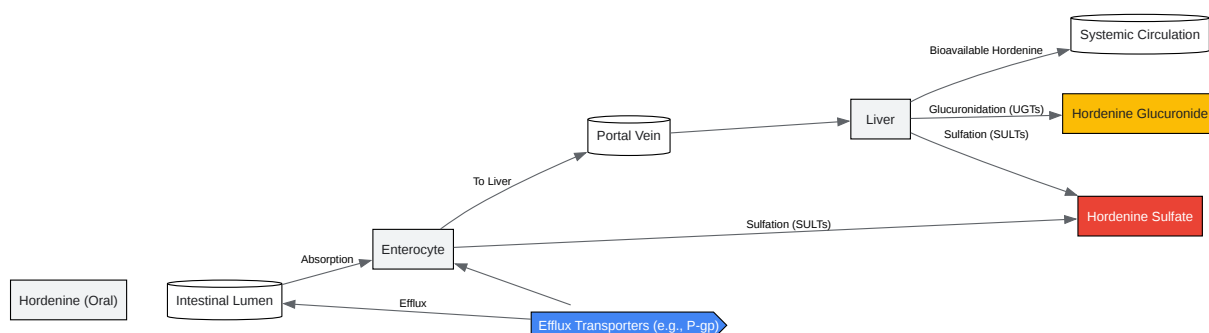 Systemic Circulation
Bioavailable Hordenine
Glucuronidation (UGTs)
Hordenine Glucuronide
Liver
Portal Vein
Sulfation (SULTs)
To Liver
Hordenine Sulfate
Sulfation (SULTs)
Enterocyte
Absorption
Hordenine (Oral)
Intestinal Lumen
Efflux
Efflux Transporters (e.g., P-gp)